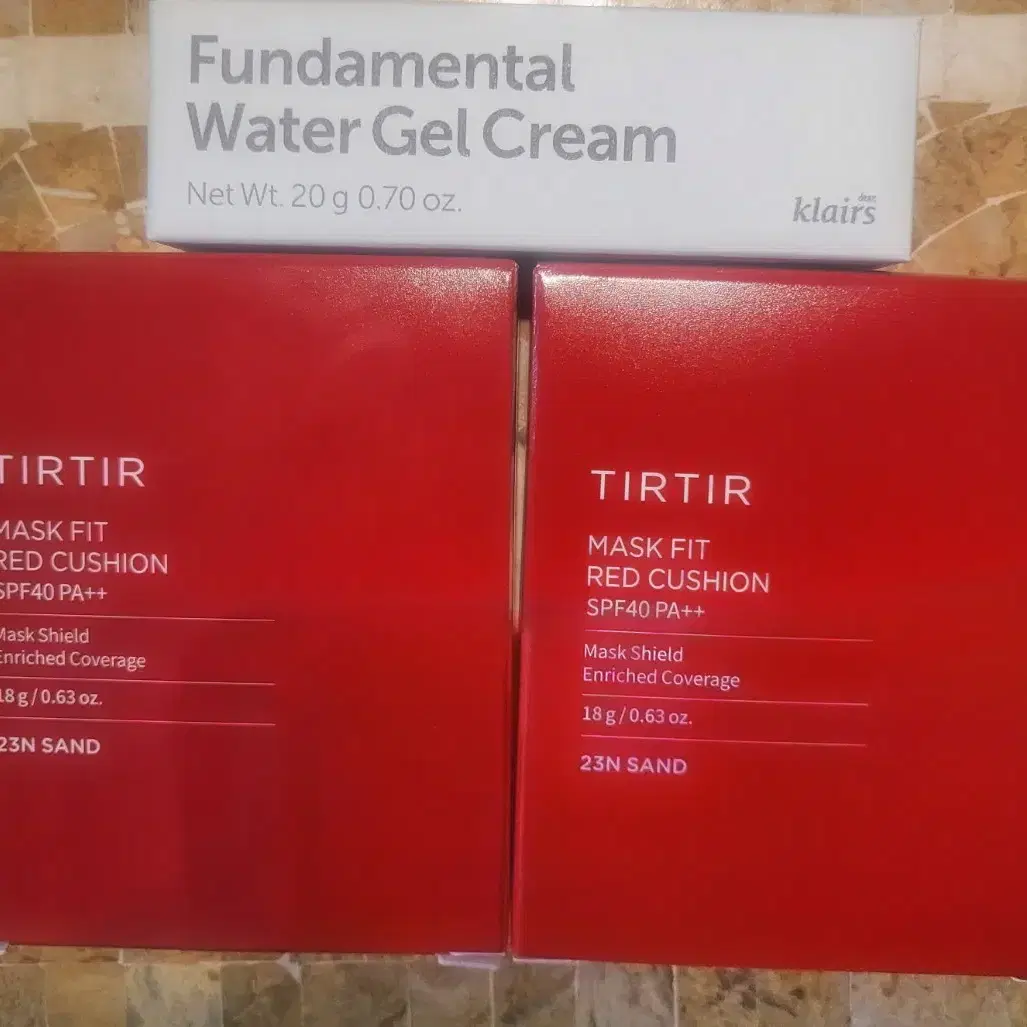 Fundamental
Water Gel Cream
Net Wt. 20 g 0.70 oz.
dear,
klairs
TIRTIR
MASK FIT
RED CUSHION
SPF40 PA++
Mask Shield
Enriched Coverage
18 g / 0.63 oz.
23N SAND
TIRTIR
MASK FIT
RED CUSHION
SPF40 PA++
Mask Shield
Enriched Coverage
18 g / 0.63 oz.
23N SAND